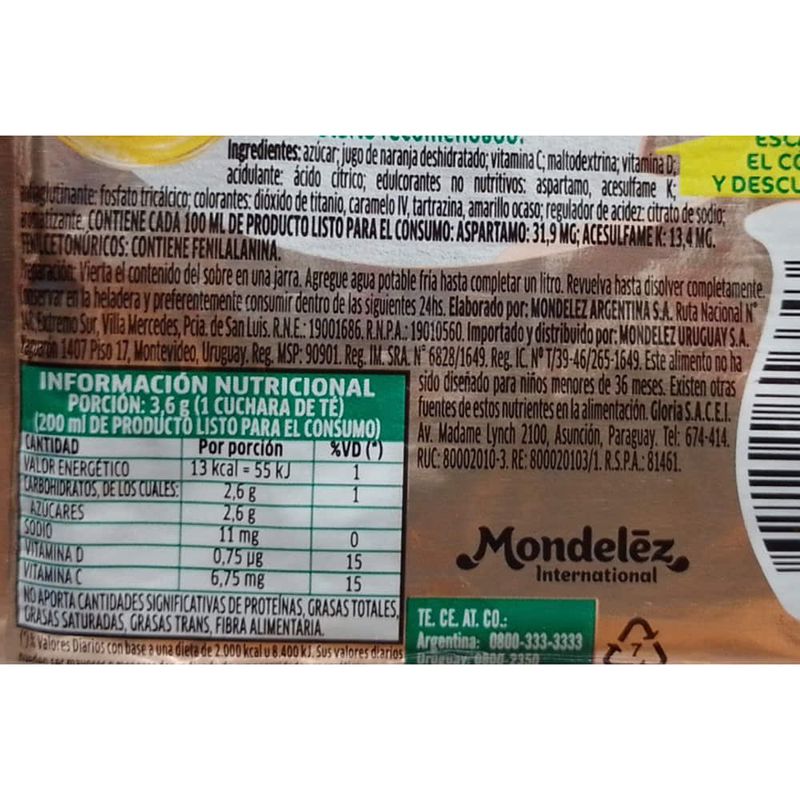 Ingredientes: azúcar; jugo de naranja deshidratado; vitamina C; maltodextrina; vitamina D;
acidulante: ácido cítrico; edulcorantes no nutritivos: aspartamo, acesulfame K;
antiaglutinante: fosfato tricálcico; colorantes: dióxido de titanio, caramelo IV, tartrazina, amarillo ocaso; regulador de acidez: citrato de sodio;
aromatizante. CONTIENE CADA 100 ML DE PRODUCTO LISTO PARA EL CONSUMO: ASPARTAMO: 31,9 MG; ACESULFAME K: 13,4 MG.
FENILCETONÚRICOS: CONTIENE FENILALANINA.
EL CO
Y DESCU
Preparación: Vierta el contenido del sobre en una jarra. Agregue agua potable fría hasta completar un litro. Revuelva hasta disolver completamente.
Conservar en la heladera y preferentemente consumir dentro de las siguientes 24hs. Elaborado por: MONDELEZ ARGENTINA S.A. Ruta Nacional N°
Extremo Sur, Villa Mercedes, Pcia. de San Luis. R.N.E.: 19001686. R.N.P.A.: 19010560. Importado y distribuido por: MONDELEZ URUGUAY S.A.
1407 Piso 17, Montevideo, Uruguay. Reg. MSP: 90901. Reg. IM. SRA. N° 6828/1649. Reg. IC. N° T/39-46/265-1649. Este alimento no ha
sido diseñado para niños menores de 36 meses. Existen otras
fuentes de estos nutrientes en la alimentación. Gloria S.A.C.E.I.
Av. Madame Lynch 2100, Asunción, Paraguay. Tel: 674-414.
RUC: 80002010-3. RE: 800020103/1. R.S.P.A.: 81461.
INFORMACIÓN NUTRICIONAL
PORCIÓN: 3,6 g (1 CUCHARA DE TÉ)
(200 ml DE PRODUCTO LISTO PARA EL CONSUMO)
CANTIDAD Por porción %VD (*)
VALOR ENERGÉTICO 13 kcal = 55 kJ 1
CARBOHIDRATOS, DE LOS CUALES: 2,6 g 1
AZÚCARES 2,6 g
SODIO 11 mg 0
VITAMINA D 0,75 µg 15
VITAMINA C 6,75 mg 15
NO APORTA CANTIDADES SIGNIFICATIVAS DE PROTEÍNAS, GRASAS TOTALES,
GRASAS SATURADAS, GRASAS TRANS, FIBRA ALIMENTARIA.
(*)% Valores Diarios con base a una dieta de 2.000 kcal u 8.400 kJ. Sus valores diarios
Mondelēz
International
TE. CE. AT. CO.:
Argentina: 0800-333-3333
Uruguay: 0800-2350
7